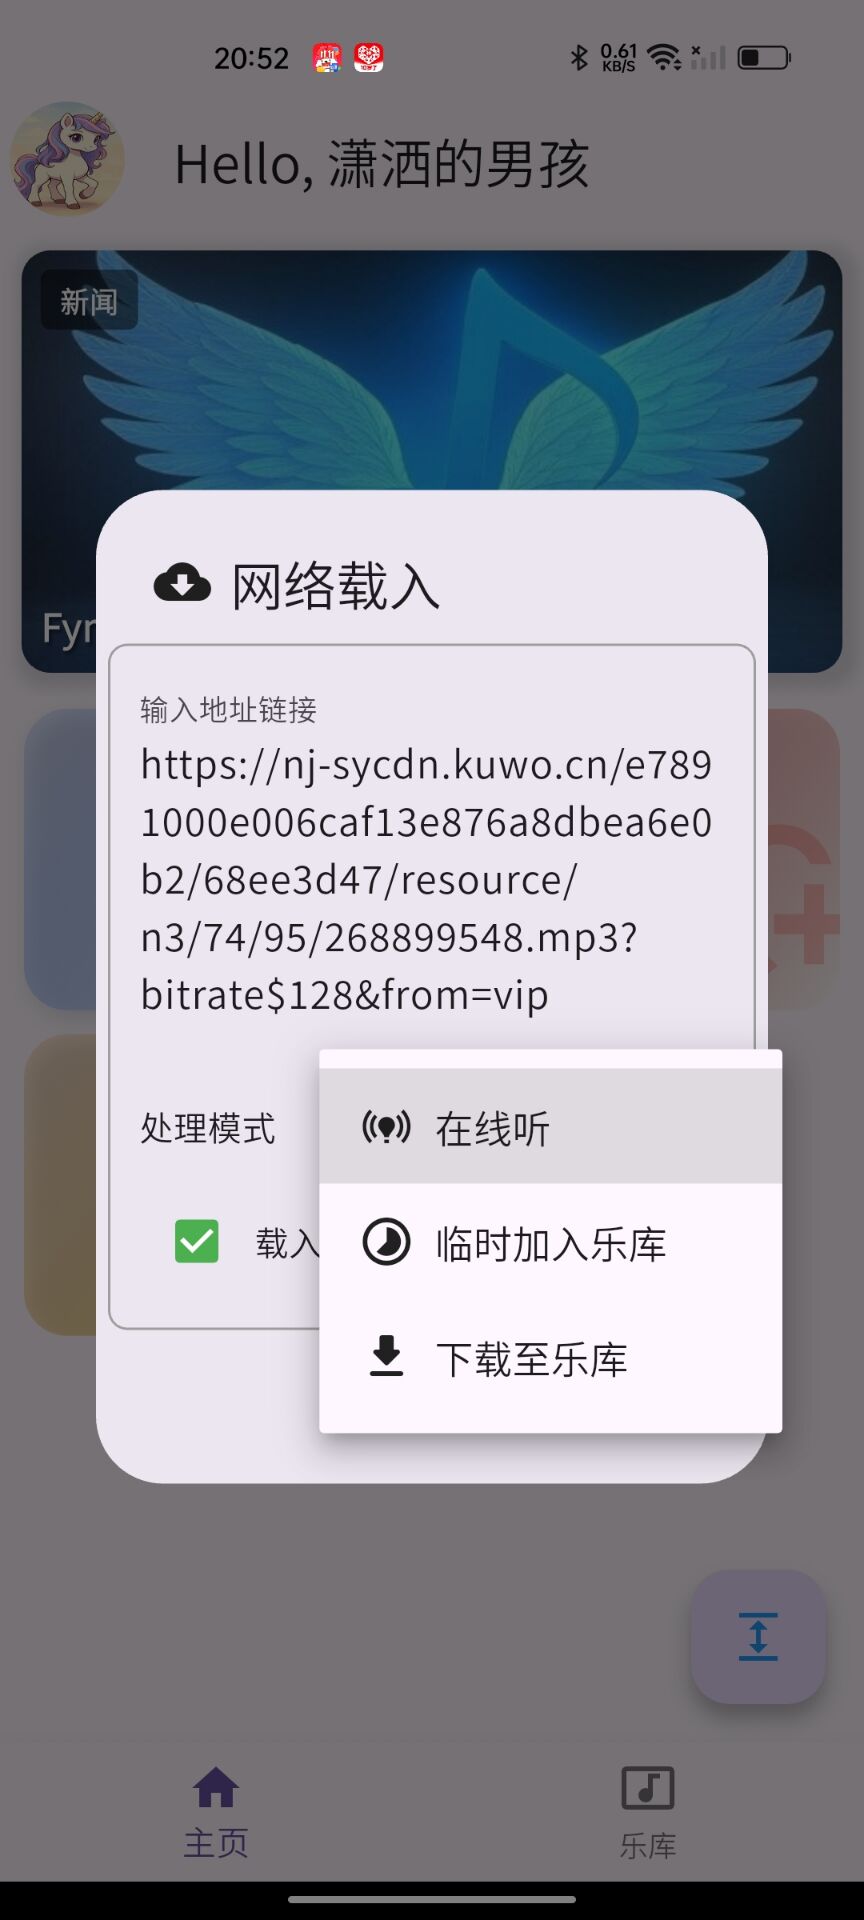 20:52
0.61
KB/S
Hello, 潇洒的男孩
新闻
Fyr
网络载入
输入地址链接
https://nj-sycdn.kuwo.cn/e789
1000e006caf13e876a8dbea6e0
b2/68ee3d47/resource/
n3/74/95/268899548.mp3?
bitrate$128&from=vip
处理模式
在线听
载入
临时加入乐库
下载至乐库
主页
乐库